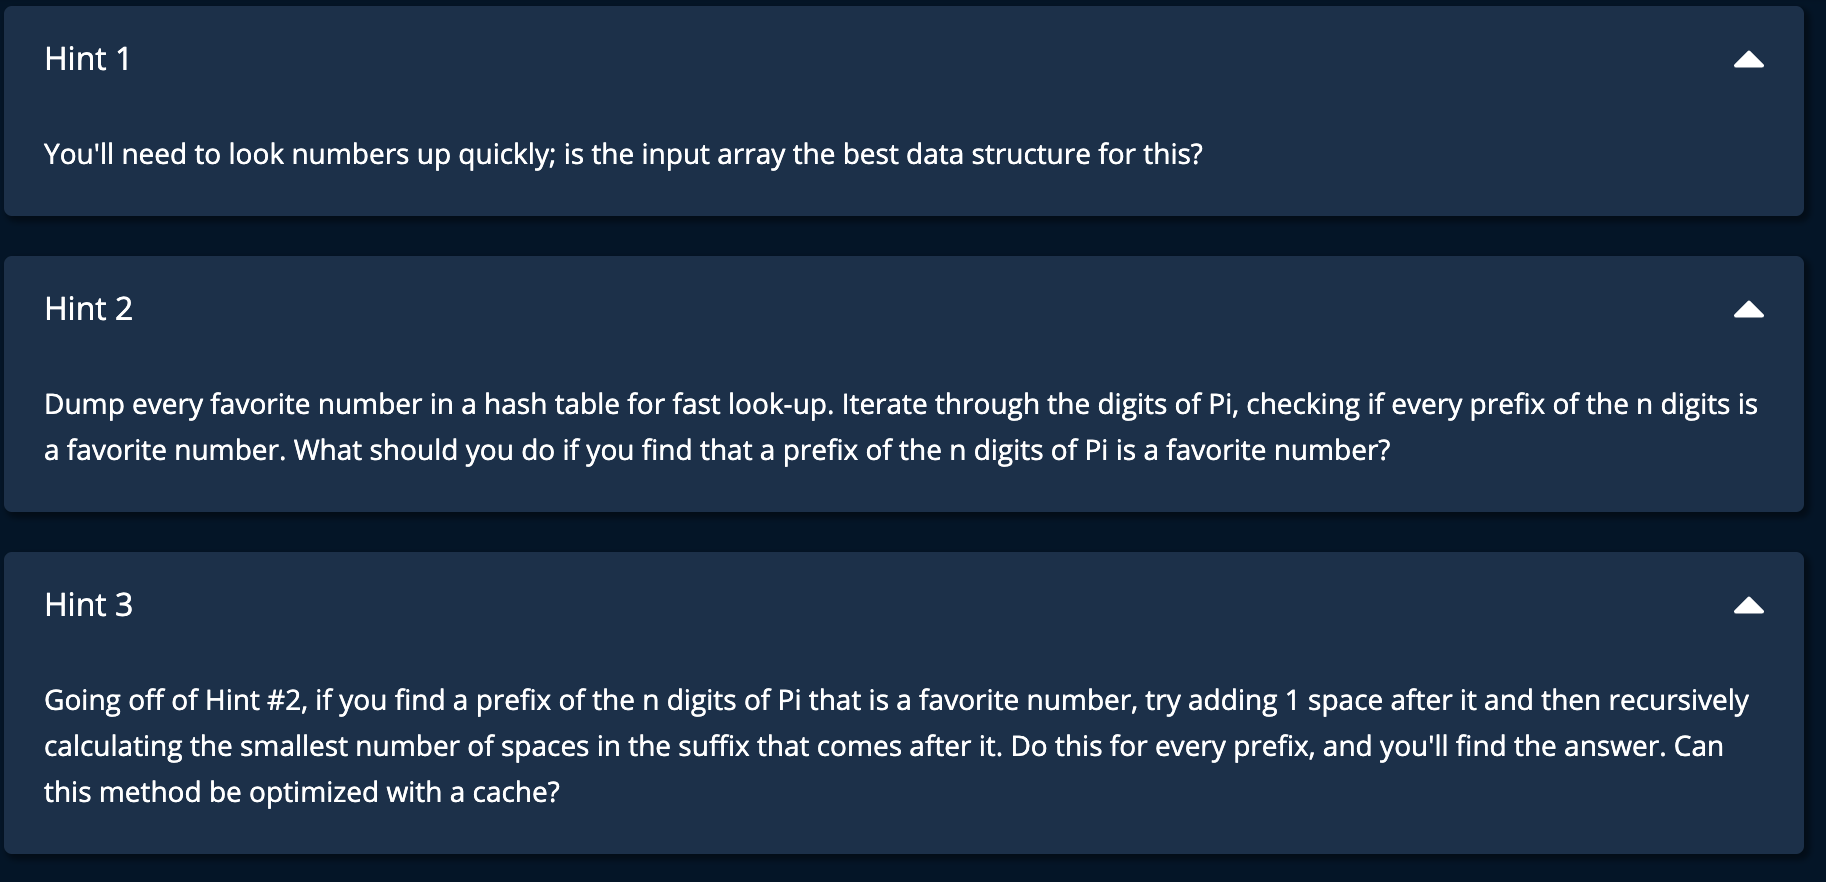 Hint 1
You'll need to look numbers up quickly; is the input array the best data structure for this?
Hint 2
Dump every favorite number in a hash table for fast look-up. Iterate through the digits of Pi, checking if every prefix of the n digits is
a favorite number. What should you do if you find that a prefix of the n digits of Pi is a favorite number?
Hint 3
Going off of Hint #2, if you find a prefix of the n digits of Pi that is a favorite number, try adding 1 space after it and then recursively
calculating the smallest number of spaces in the suffix that comes after it. Do this for every prefix, and you'll find the answer. Can
this method be optimized with a cache?